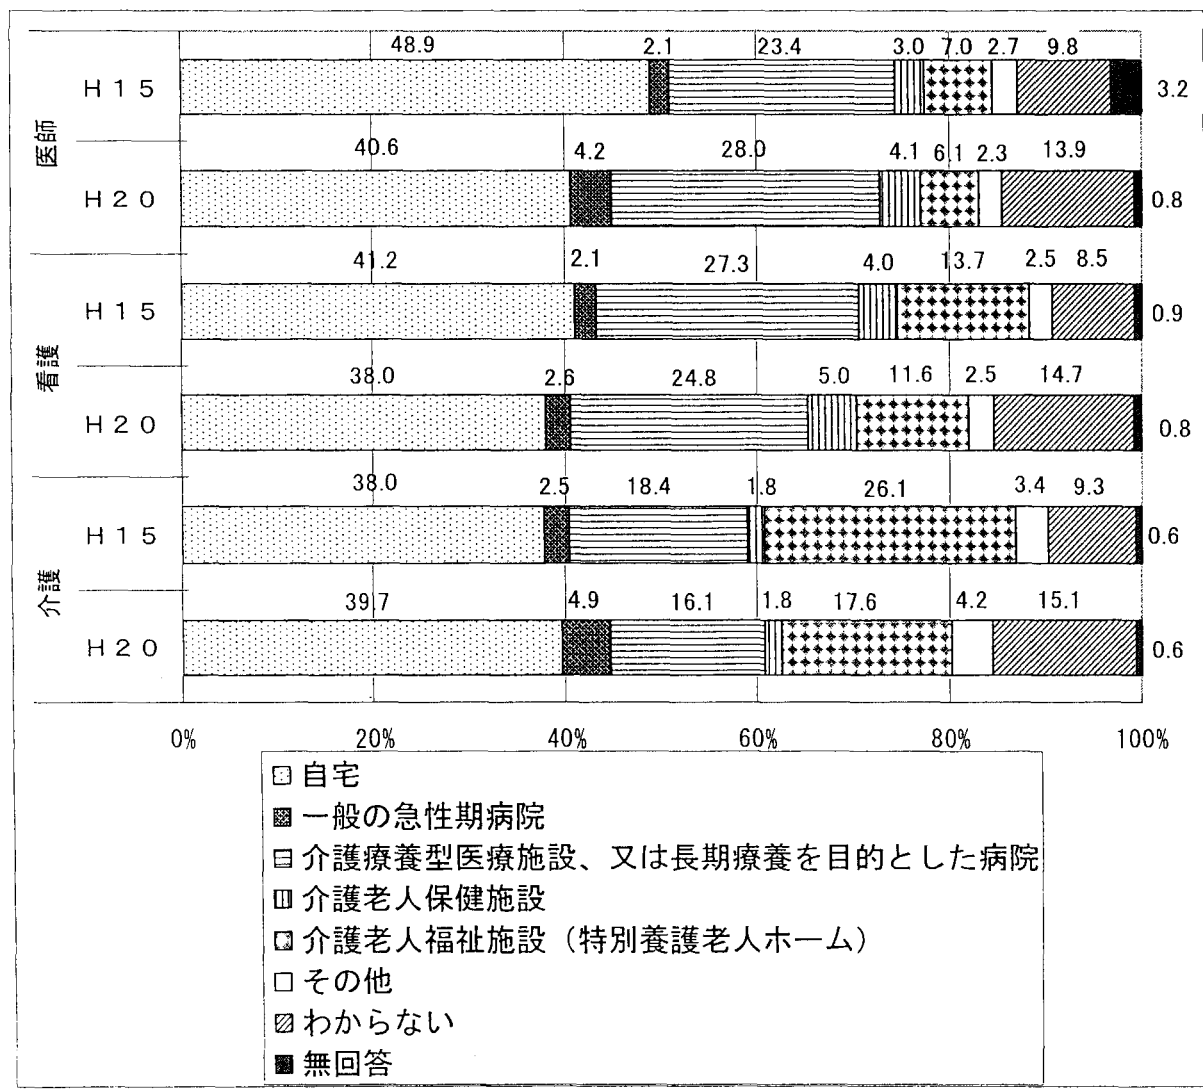 48.9 2.1 23.4 3.0 7.0 2.7 9.8
H15 3.2
医師
40.6 4.2 28.0 4.1 6.1 2.3 13.9
H20 0.8
41.2 2.1 27.3 4.0 13.7 2.5 8.5
H15 0.9
看護
38.0 2.6 24.8 5.0 11.6 2.5 14.7
H20 0.8
38.0 2.5 18.4 1.8 26.1 3.4 9.3
H15 0.6
介護
39.7 4.9 16.1 1.8 17.6 4.2 15.1
H20 0.6
0% 20% 40% 60% 80% 100%
自宅
一般の急性期病院
介護療養型医療施設、又は長期療養を目的とした病院
介護老人保健施設
介護老人福祉施設（特別養護老人ホーム）
その他
わからない
無回答